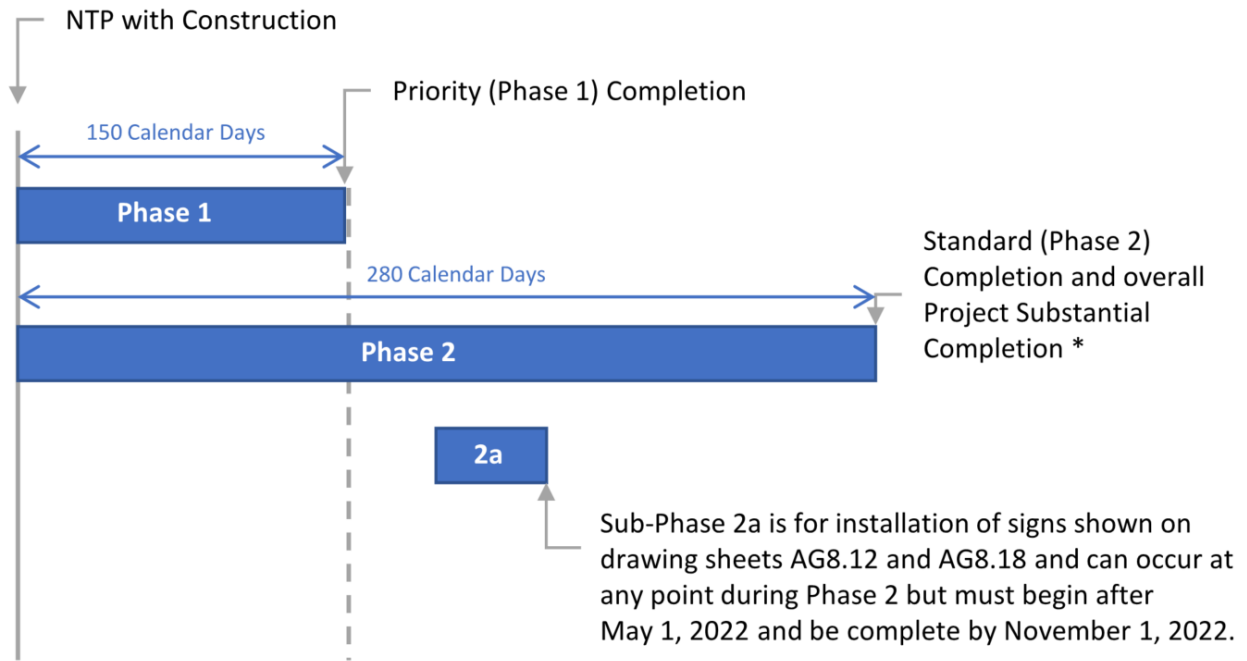 NTP with Construction
Priority (Phase 1) Completion
150 Calendar Days
Phase 1
280 Calendar Days
Standard (Phase 2)
Completion and overall
Project Substantial
Completion *
Phase 2
2a
Sub-Phase 2a is for installation of signs shown on
drawing sheets AG8.12 and AG8.18 and can occur at
any point during Phase 2 but must begin after
May 1, 2022 and be complete by November 1, 2022.